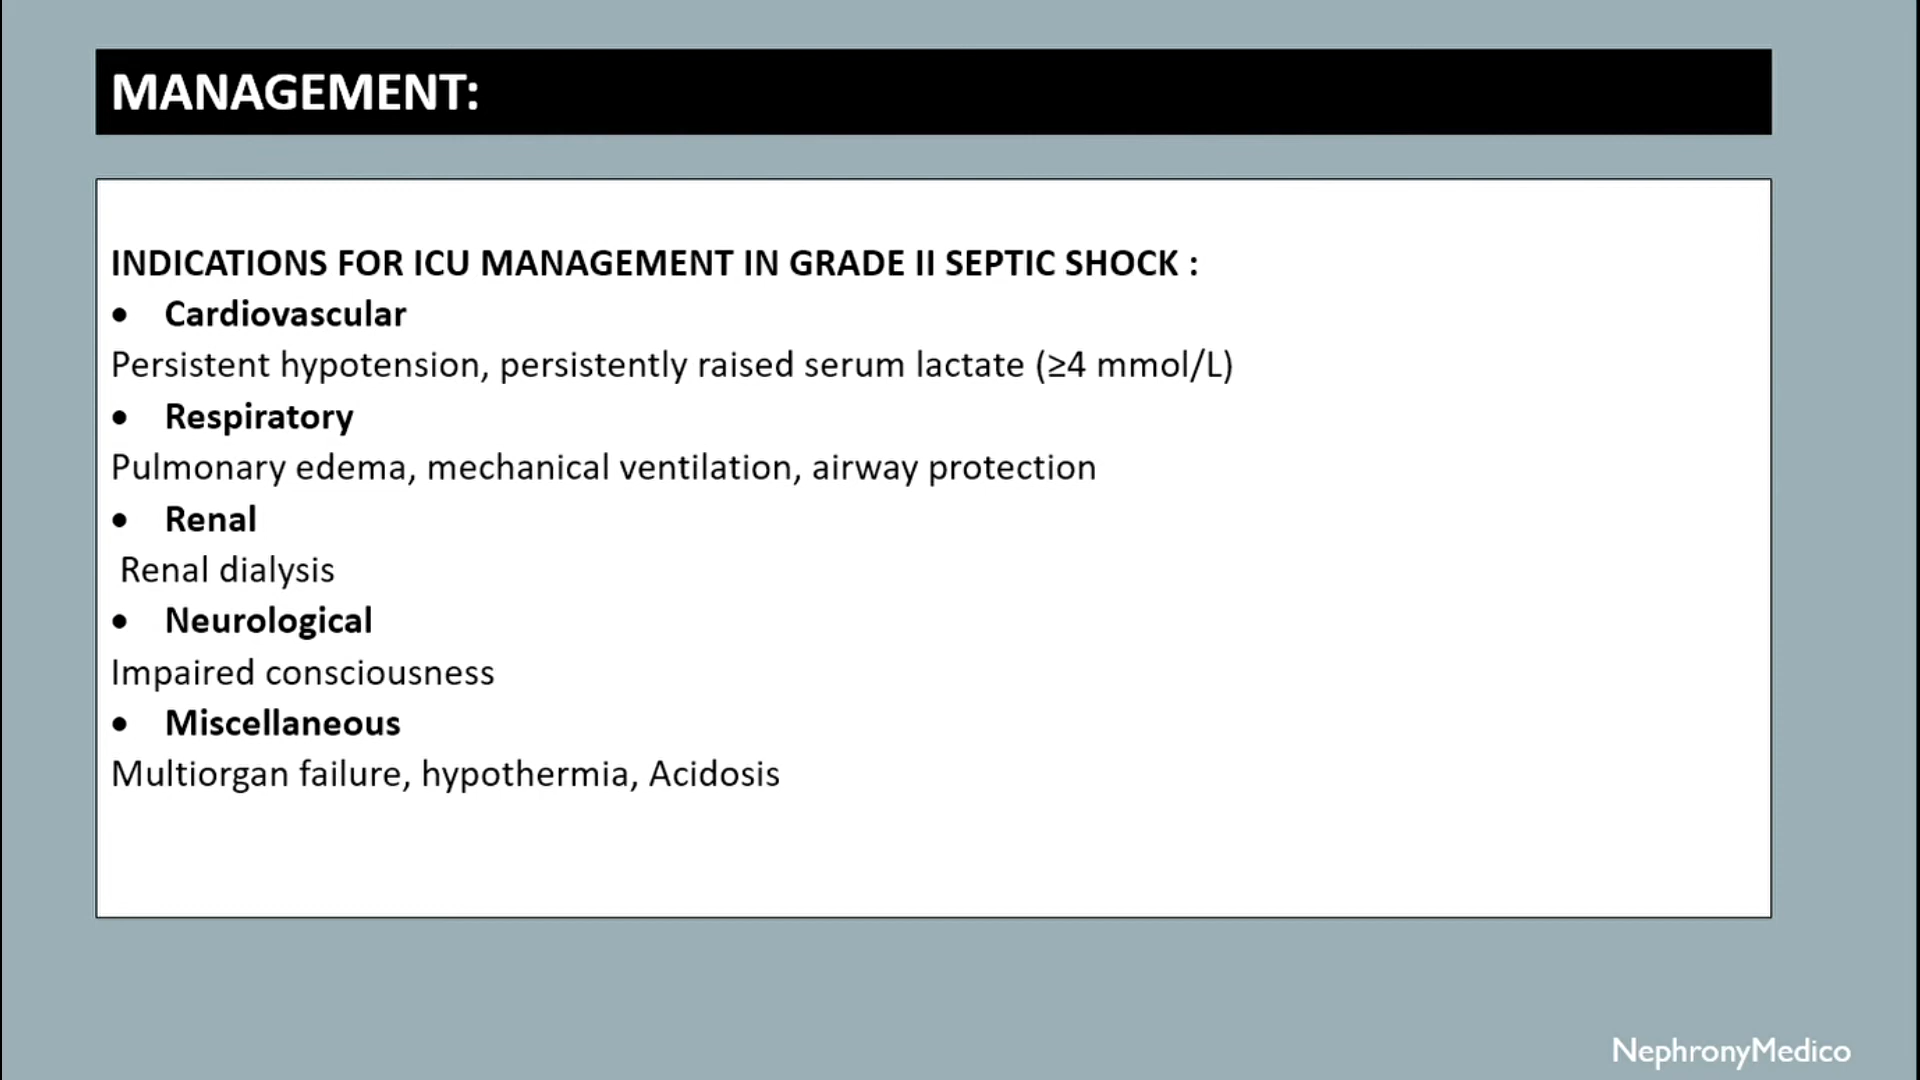 MANAGEMENT:
INDICATIONS FOR ICU MANAGEMENT IN GRADE II SEPTIC SHOCK :
• Cardiovascular
Persistent hypotension, persistently raised serum lactate (≥4 mmol/L)
• Respiratory
Pulmonary edema, mechanical ventilation, airway protection
• Renal
Renal dialysis
• Neurological
Impaired consciousness
• Miscellaneous
Multiorgan failure, hypothermia, Acidosis
NephronyMedico